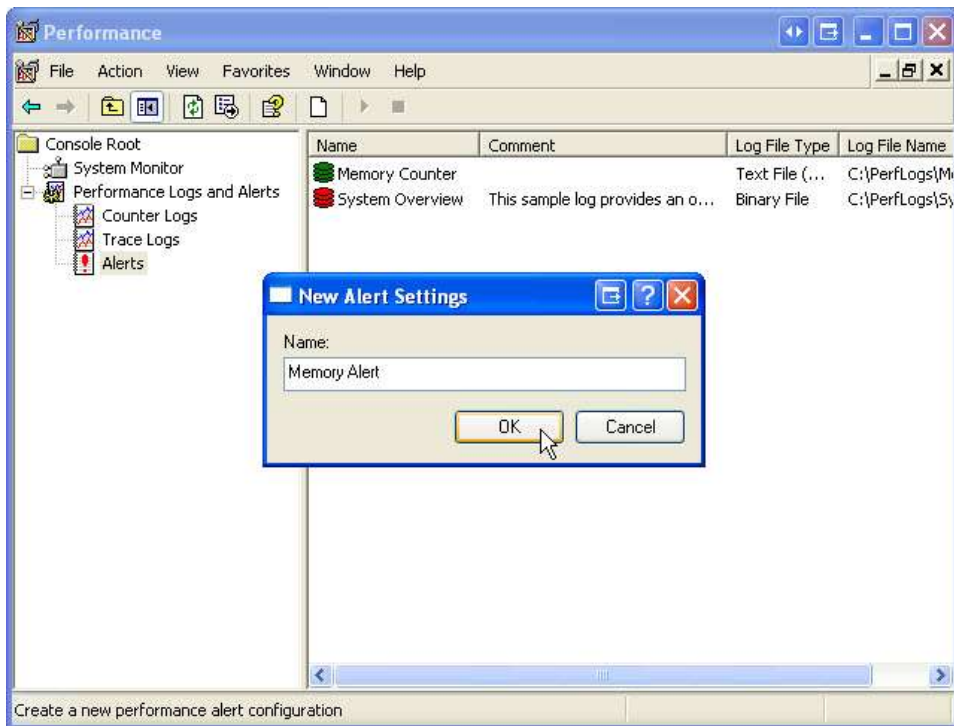 Performance
File Action View Favorites Window Help
Console Root
System Monitor
Performance Logs and Alerts
Counter Logs
Trace Logs
Alerts
Name Comment Log File Type Log File Name
Memory Counter Text File (... C:\PerfLogs\M
System Overview This sample log provides an o... Binary File C:\PerfLogs\Sy
New Alert Settings
Name:
Memory Alert
OK Cancel
Create a new performance alert configuration